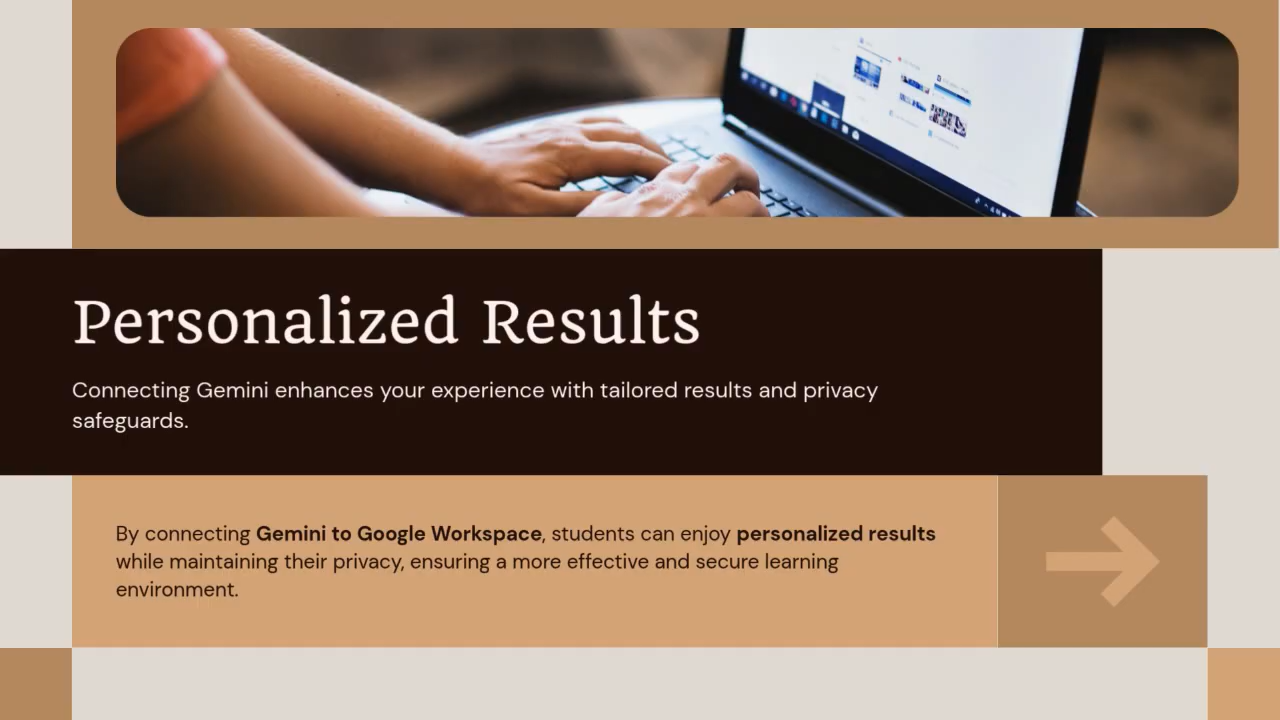 Personalized Results
Connecting Gemini enhances your experience with tailored results and privacy
safeguards.
By connecting Gemini to Google Workspace, students can enjoy personalized results
while maintaining their privacy, ensuring a more effective and secure learning
environment.